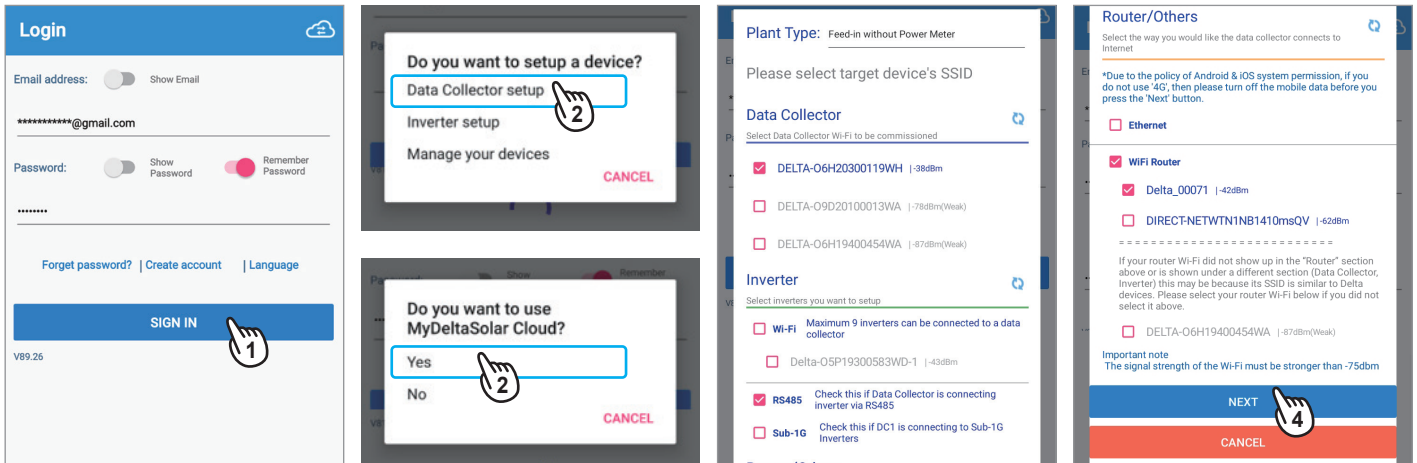 Login
Email address: Show Email
***********@gmail.com
Password: Show Password Remember Password
••••••••
Forget password? | Create account | Language
SIGN IN
1
V89.26
Do you want to setup a device?
Data Collector setup
2
Inverter setup
Manage your devices
CANCEL
Show
Remember
Do you want to use
MyDeltaSolar Cloud?
Yes
2
No
CANCEL
Plant Type: Feed-in without Power Meter
Please select target device's SSID
Data Collector
Select Data Collector Wi-Fi to be commissioned
DELTA-O6H20300119WH |-38dBm
DELTA-O9D20100013WA |-78dBm(Weak)
DELTA-O6H19400454WA |-87dBm(Weak)
Inverter
Select inverters you want to setup
Wi-Fi Maximum 9 inverters can be connected to a data
collector
Delta-O5P19300583WD-1 |-43dBm
RS485 Check this if Data Collector is connecting
inverter via RS485
Sub-1G Check this if DC1 is connecting to Sub-1G
Inverters
Router/Others
Select the way you would like the data collector connects to
Internet
*Due to the policy of Android & iOS system permission, if you
do not use '4G', then please turn off the mobile data before you
press the 'Next' button.
Ethernet
WiFi Router
Delta_00071 |-42dBm
DIRECT-NETWTN1NB1410msQV |-62dBm
= = = = = = = = = = = = = = = = = = = = = = = = = = =
If your router Wi-Fi did not show up in the "Router" section
above or is shown under a different section (Data Collector,
Inverter) this may be because its SSID is similar to Delta
devices. Please select your router Wi-Fi below if you did not
select it above.
DELTA-O6H19400454WA |-87dBm(Weak)
Important note
The signal strength of the Wi-Fi must be stronger than -75dbm
NEXT
4
CANCEL